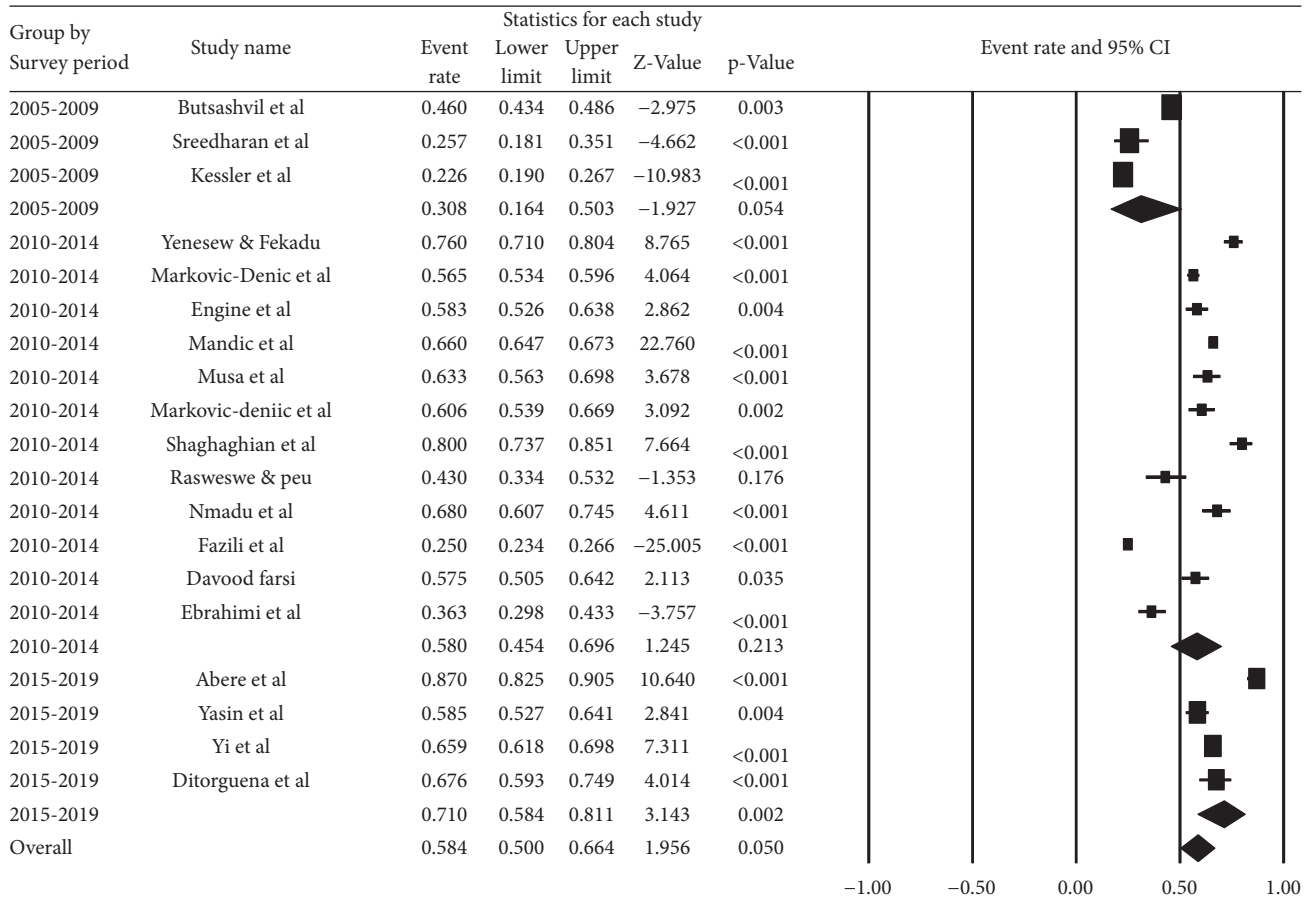 Group by Survey period Study name Statistics for each study Event rate and 95% CI
Event rate Lower limit Upper limit Z-Value p-Value
2005-2009 Butsashvil et al 0.460 0.434 0.486 −2.975 0.003
2005-2009 Sreedharan et al 0.257 0.181 0.351 −4.662 <0.001
2005-2009 Kessler et al 0.226 0.190 0.267 −10.983 <0.001
2005-2009 0.308 0.164 0.503 −1.927 0.054
2010-2014 Yenesew & Fekadu 0.760 0.710 0.804 8.765 <0.001
2010-2014 Markovic-Denic et al 0.565 0.534 0.596 4.064 <0.001
2010-2014 Engine et al 0.583 0.526 0.638 2.862 0.004
2010-2014 Mandic et al 0.660 0.647 0.673 22.760 <0.001
2010-2014 Musa et al 0.633 0.563 0.698 3.678 <0.001
2010-2014 Markovic-deniic et al 0.606 0.539 0.669 3.092 0.002
2010-2014 Shaghaghian et al 0.800 0.737 0.851 7.664 <0.001
2010-2014 Rasweswe & peu 0.430 0.334 0.532 −1.353 0.176
2010-2014 Nmadu et al 0.680 0.607 0.745 4.611 <0.001
2010-2014 Fazili et al 0.250 0.234 0.266 −25.005 <0.001
2010-2014 Davood farsi 0.575 0.505 0.642 2.113 0.035
2010-2014 Ebrahimi et al 0.363 0.298 0.433 −3.757 <0.001
2010-2014 0.580 0.454 0.696 1.245 0.213
2015-2019 Abere et al 0.870 0.825 0.905 10.640 <0.001
2015-2019 Yasin et al 0.585 0.527 0.641 2.841 0.004
2015-2019 Yi et al 0.659 0.618 0.698 7.311 <0.001
2015-2019 Ditorguena et al 0.676 0.593 0.749 4.014 <0.001
2015-2019 0.710 0.584 0.811 3.143 0.002
Overall 0.584 0.500 0.664 1.956 0.050
−1.00 −0.50 0.00 0.50 1.00